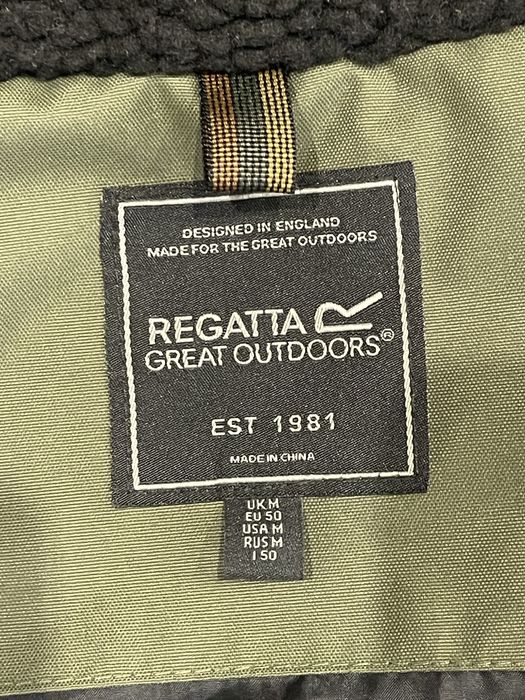 DESIGNED IN ENGLAND
MADE FOR THE GREAT OUTDOORS
REGATTA
GREAT OUTDOORS®
EST 1981
MADE IN CHINA
UK M
EU 50
USA M
RUS M
I 50